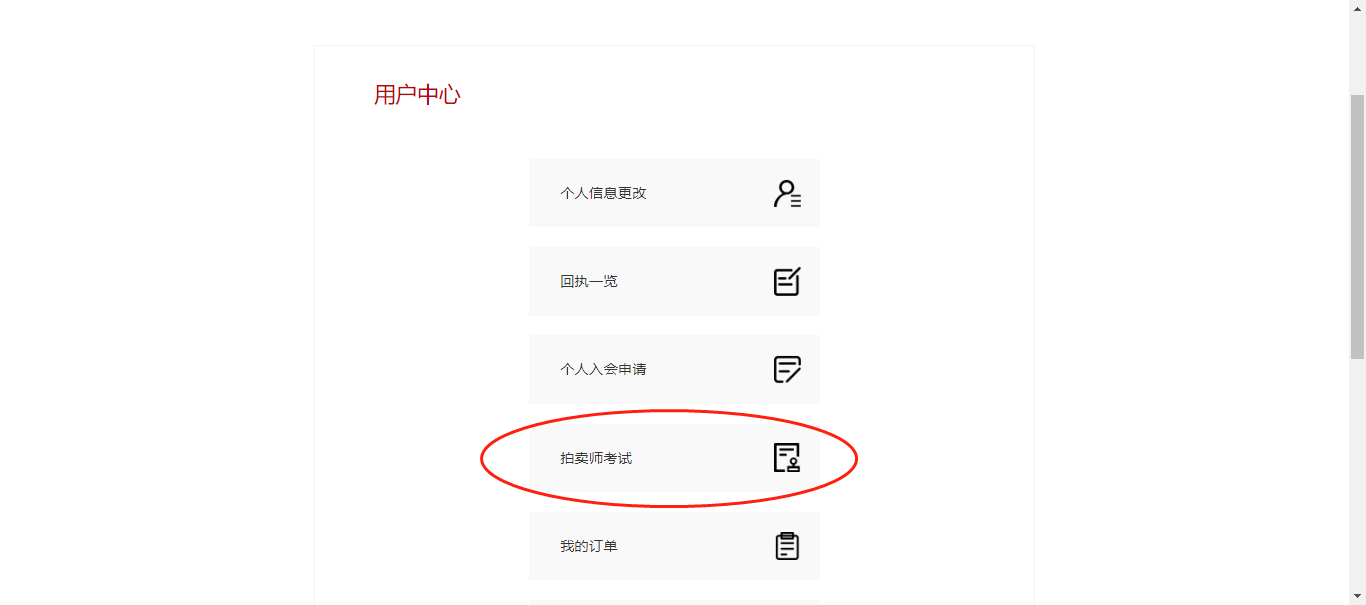 用户中心
个人信息更改
回执一览
个人入会申请
拍卖师考试
我的订单